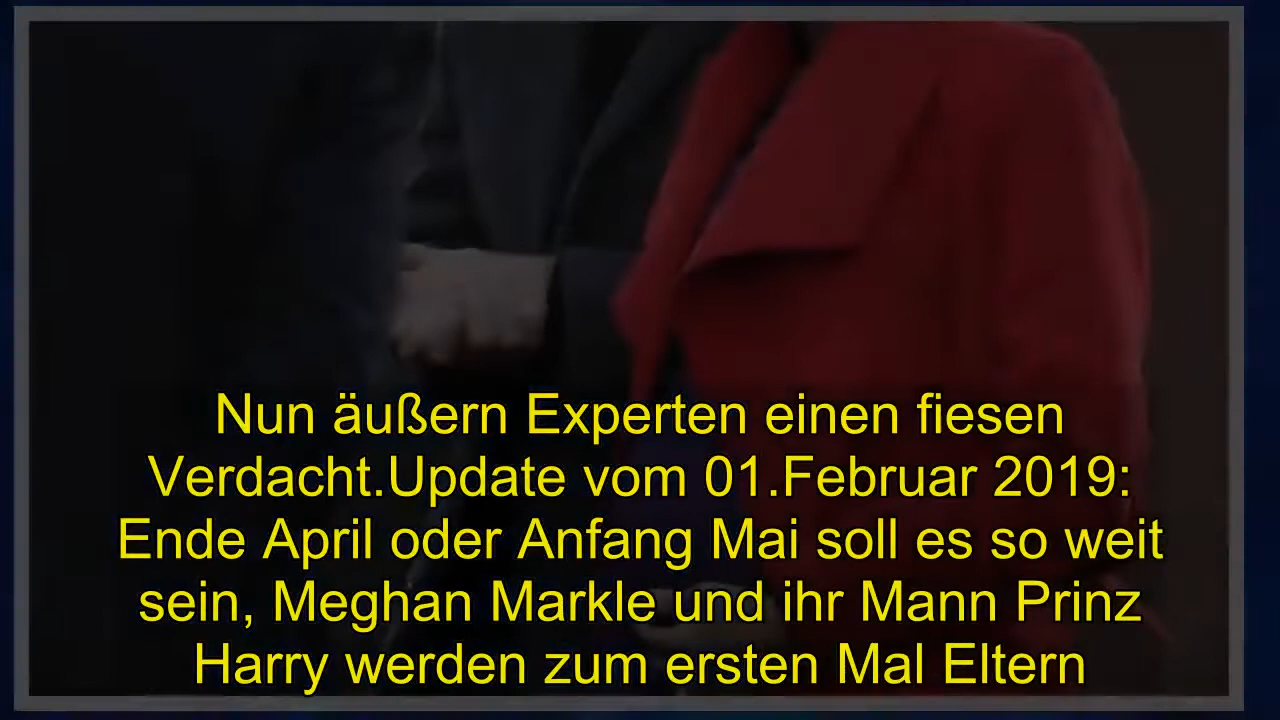 Nun äußern Experten einen fiesen
Verdacht.Update vom 01.Februar 2019:
Ende April oder Anfang Mai soll es so weit
sein, Meghan Markle und ihr Mann Prinz
Harry werden zum ersten Mal Eltern